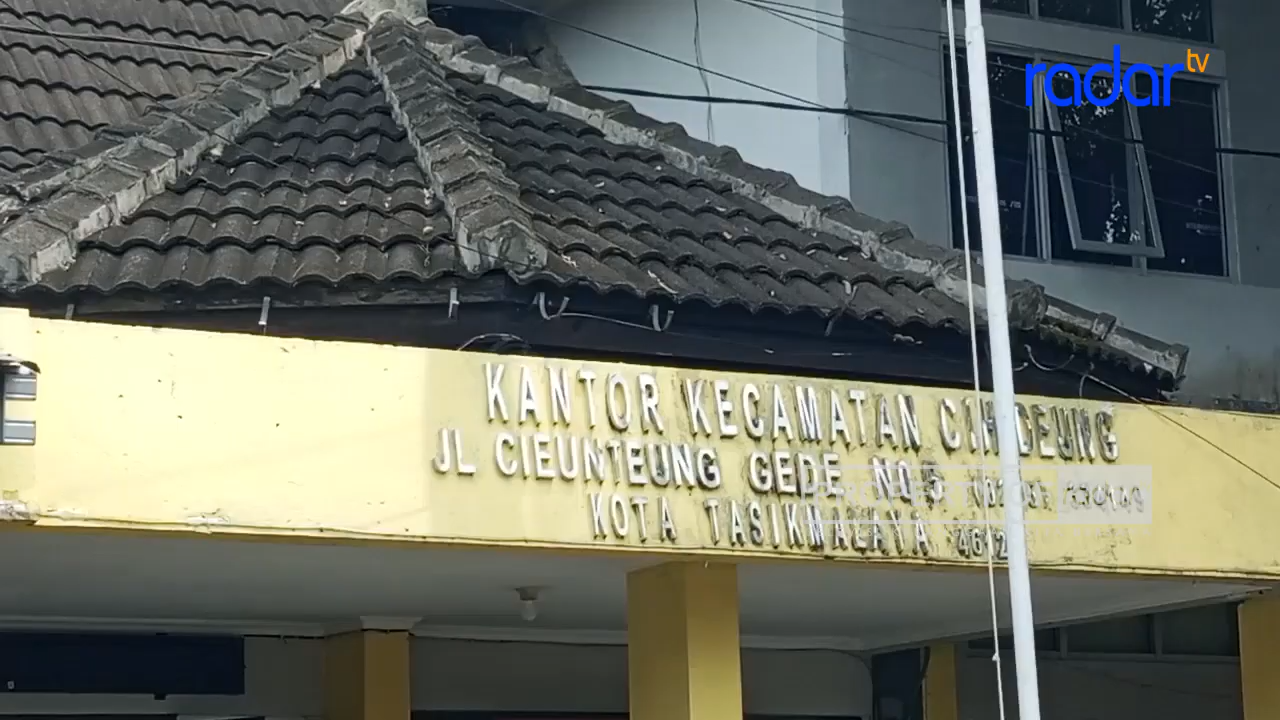 radar tv
KANTOR KECAMATAN CIHIDEUNG
JL CIEUNTEUNG GEDE NO.5
KOTA TASIKMALAYA